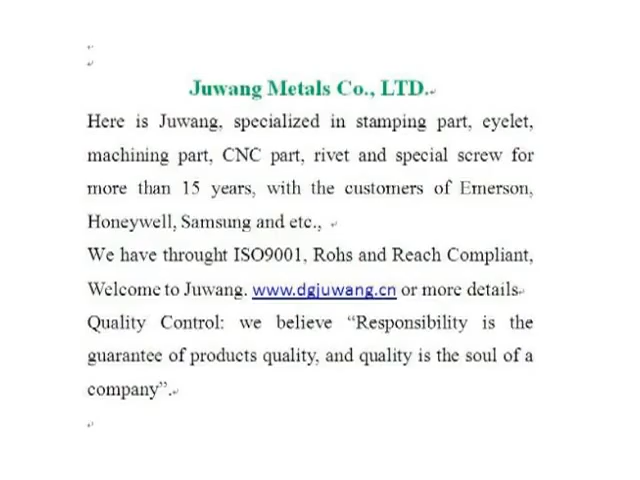 Juwang Metals Co., LTD.
Here is Juwang, specialized in stamping part, eyelet,
machining part, CNC part, rivet and special screw for
more than 15 years, with the customers of Emerson,
Honeywell, Samsung and etc.,
We have throught ISO9001, Rohs and Reach Compliant,
Welcome to Juwang. www.dgjuwang.cn or more details
Quality Control: we believe “Responsibility is the
guarantee of products quality, and quality is the soul of a
company”.